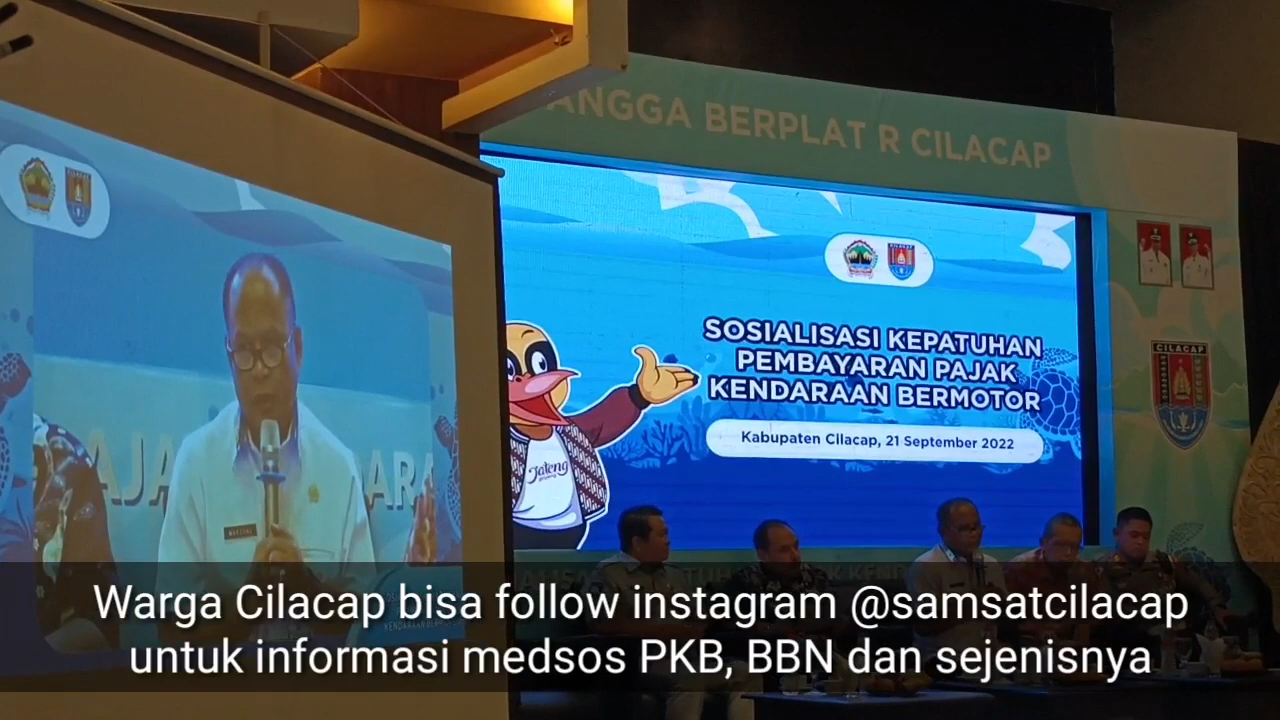 ANGGA BERPLAT R CILACAP
CILACAP
SOSIALISASI KEPATUHAN
PEMBAYARAN PAJAK
KENDARAAN BERMOTOR
Kabupaten Cilacap, 21 September 2022
Jateng
CILACAP
Warga Cilacap bisa follow instagram @samsatcilacap
untuk informasi medsos PKB, BBN dan sejenisnya